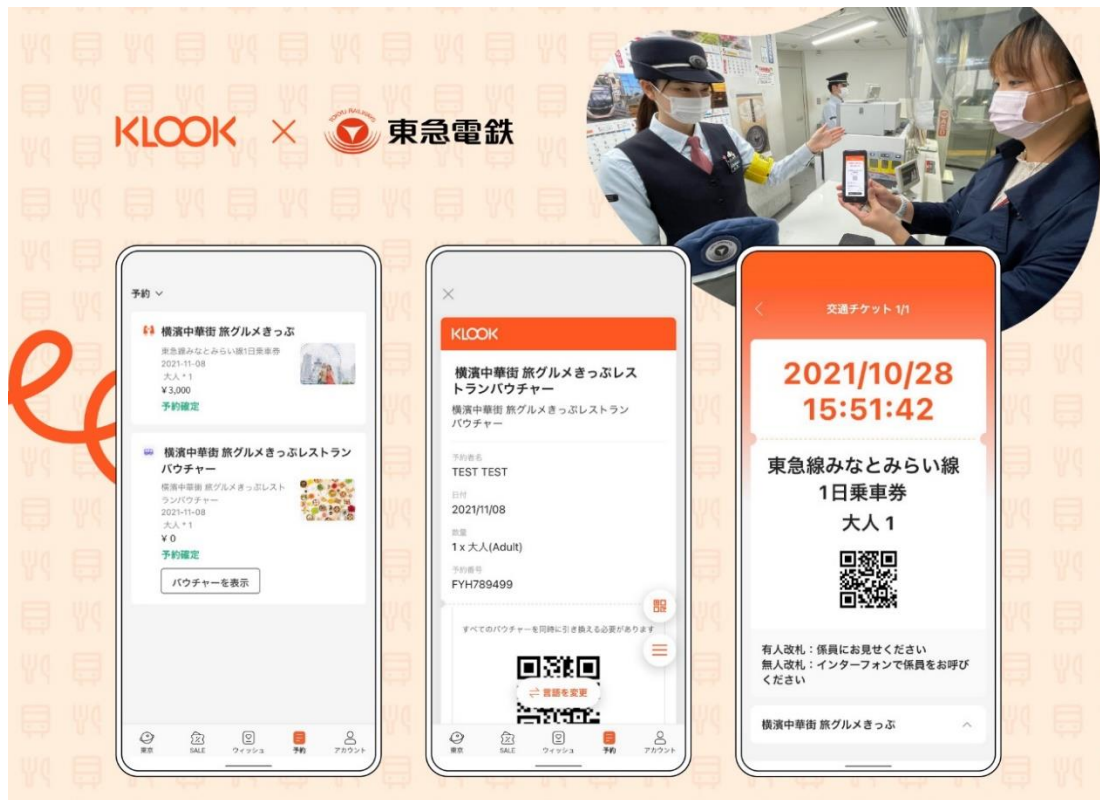 KLOOK × TOKYU RAILWAYS 東急電鉄
予約
横濱中華街 旅グルメきっぷ
東急線みなとみらい線1日乗車券
2021-11-08
大人 * 1
¥ 3,000
予約確定
横濱中華街 旅グルメきっぷレストラン
バウチャー
横濱中華街 旅グルメきっぷレスト
ランバウチャー
2021-11-08
大人 * 1
¥ 0
予約確定
バウチャーを表示
東京
SALE
ウィッシュ
予約
アカウント
KLOOK
横濱中華街 旅グルメきっぷレス
トランバウチャー
横濱中華街 旅グルメきっぷレストラン
バウチャー
予約者名
TEST TEST
日付
2021/11/08
数量
1 x 大人(Adult)
予約番号
FYH789499
すべてのバウチャーを同時に引き換える必要があります
言語を変更
東京
SALE
ウィッシュ
予約
アカウント
交通チケット 1/1
2021/10/28
15:51:42
東急線みなとみらい線
1日乗車券
大人 1
有人改札：係員にお見せください
無人改札：インターフォンで係員をお呼び
ください
横濱中華街 旅グルメきっぷ